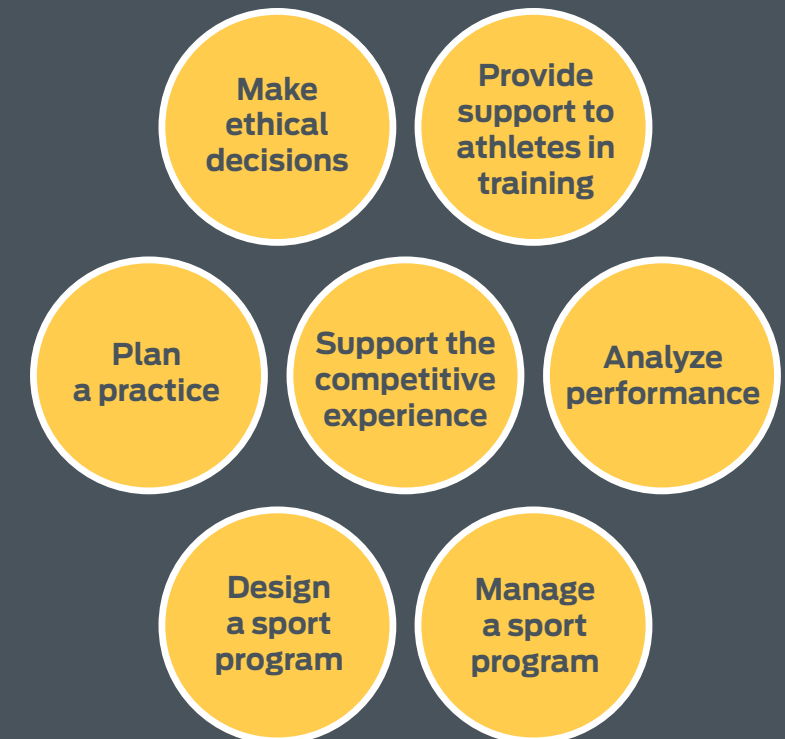 Make
ethical
decisions
Provide
support to
athletes in
training
Plan
a practice
Support the
competitive
experience
Analyze
performance
Design
a sport
program
Manage
a sport
program